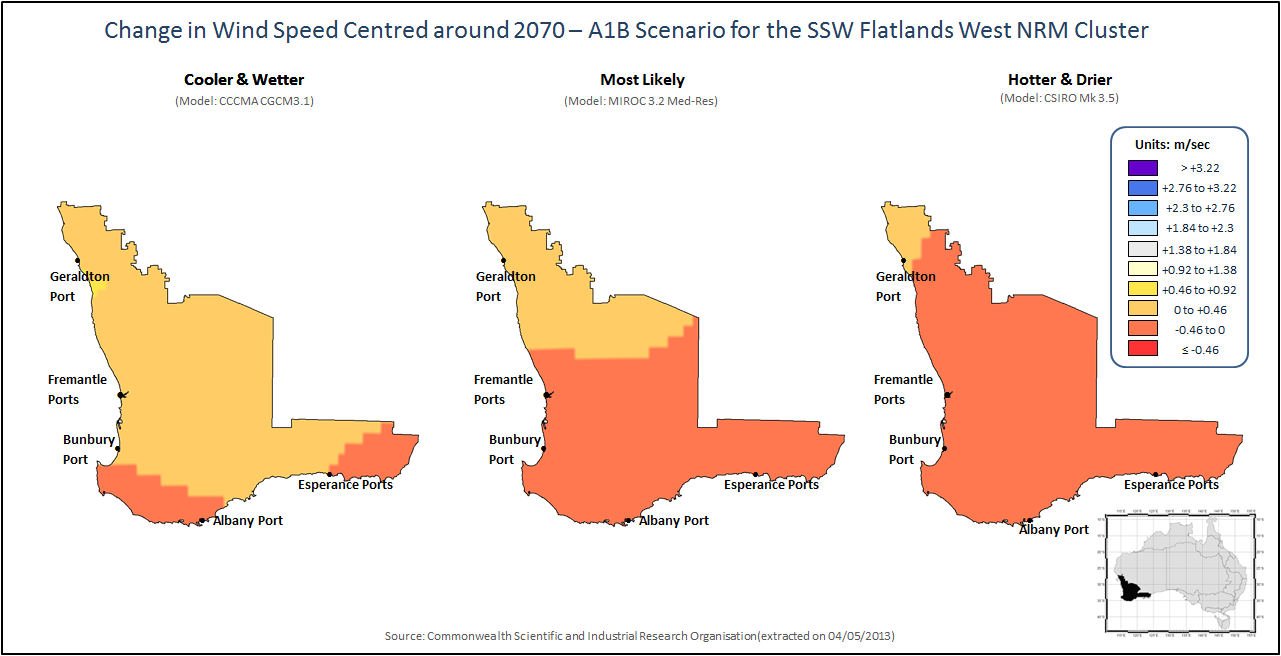 Change in Wind Speed Centred around 2070 – A1B Scenario for the SSW Flatlands West NRM Cluster
Cooler & Wetter
(Model: CCCMA CGCM3.1)
Most Likely
(Model: MIROC 3.2 Med-Res)
Hotter & Drier
(Model: CSIRO Mk 3.5)
Units: m/sec
> +3.22
+2.76 to +3.22
+2.3 to +2.76
+1.84 to +2.3
+1.38 to +1.84
+0.92 to +1.38
+0.46 to +0.92
0 to +0.46
-0.46 to 0
≤ -0.46
Geraldton
Port
Fremantle
Ports
Bunbury
Port
Esperance Ports
Albany Port
Geraldton
Port
Fremantle
Ports
Bunbury
Port
Esperance Ports
Albany Port
Geraldton
Port
Fremantle
Ports
Bunbury
Port
Esperance Ports
Albany Port
Source: Commonwealth Scientific and Industrial Research Organisation(extracted on 04/05/2013)